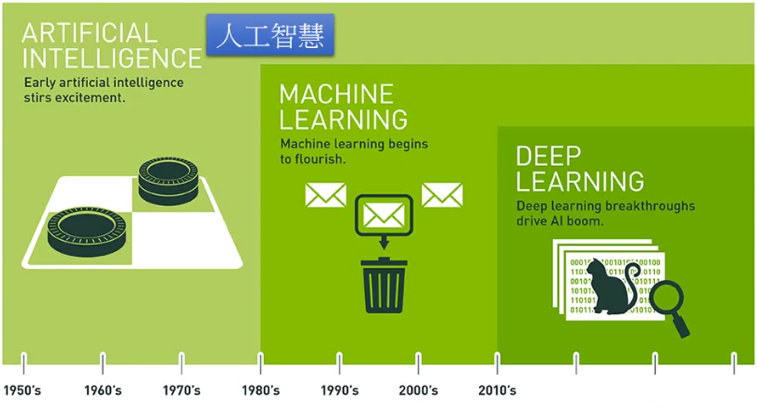 ARTIFICIAL
INTELLIGENCE
人工智慧
Early artificial intelligence
stirs excitement.
MACHINE
LEARNING
Machine learning begins
to flourish.
DEEP
LEARNING
Deep learning breakthroughs
drive AI boom.
1950's
1960's
1970's
1980's
1990's
2000's
2010's